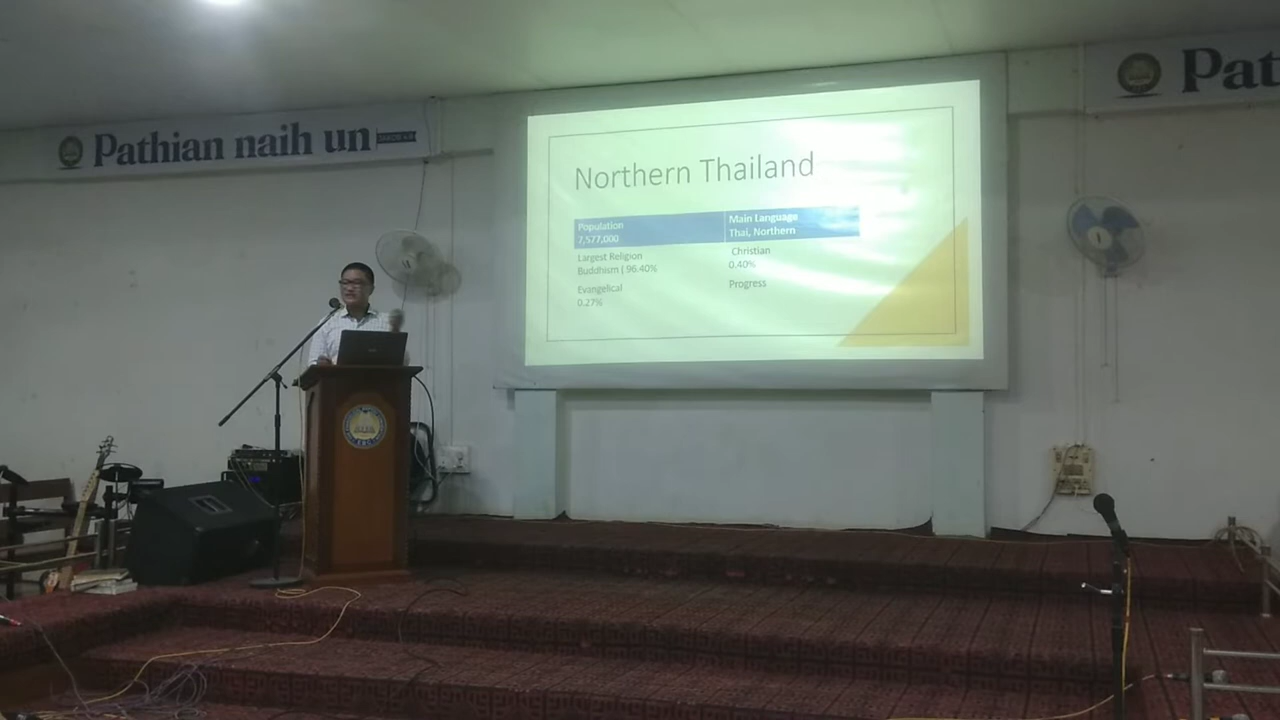 Pathian naih un
Pat
Northern Thailand
Population
7,577,000
Main Language
Thai, Northern
Largest Religion
Buddhism | 96.40%
Christian
0.40%
Evangelical
0.27%
Progress